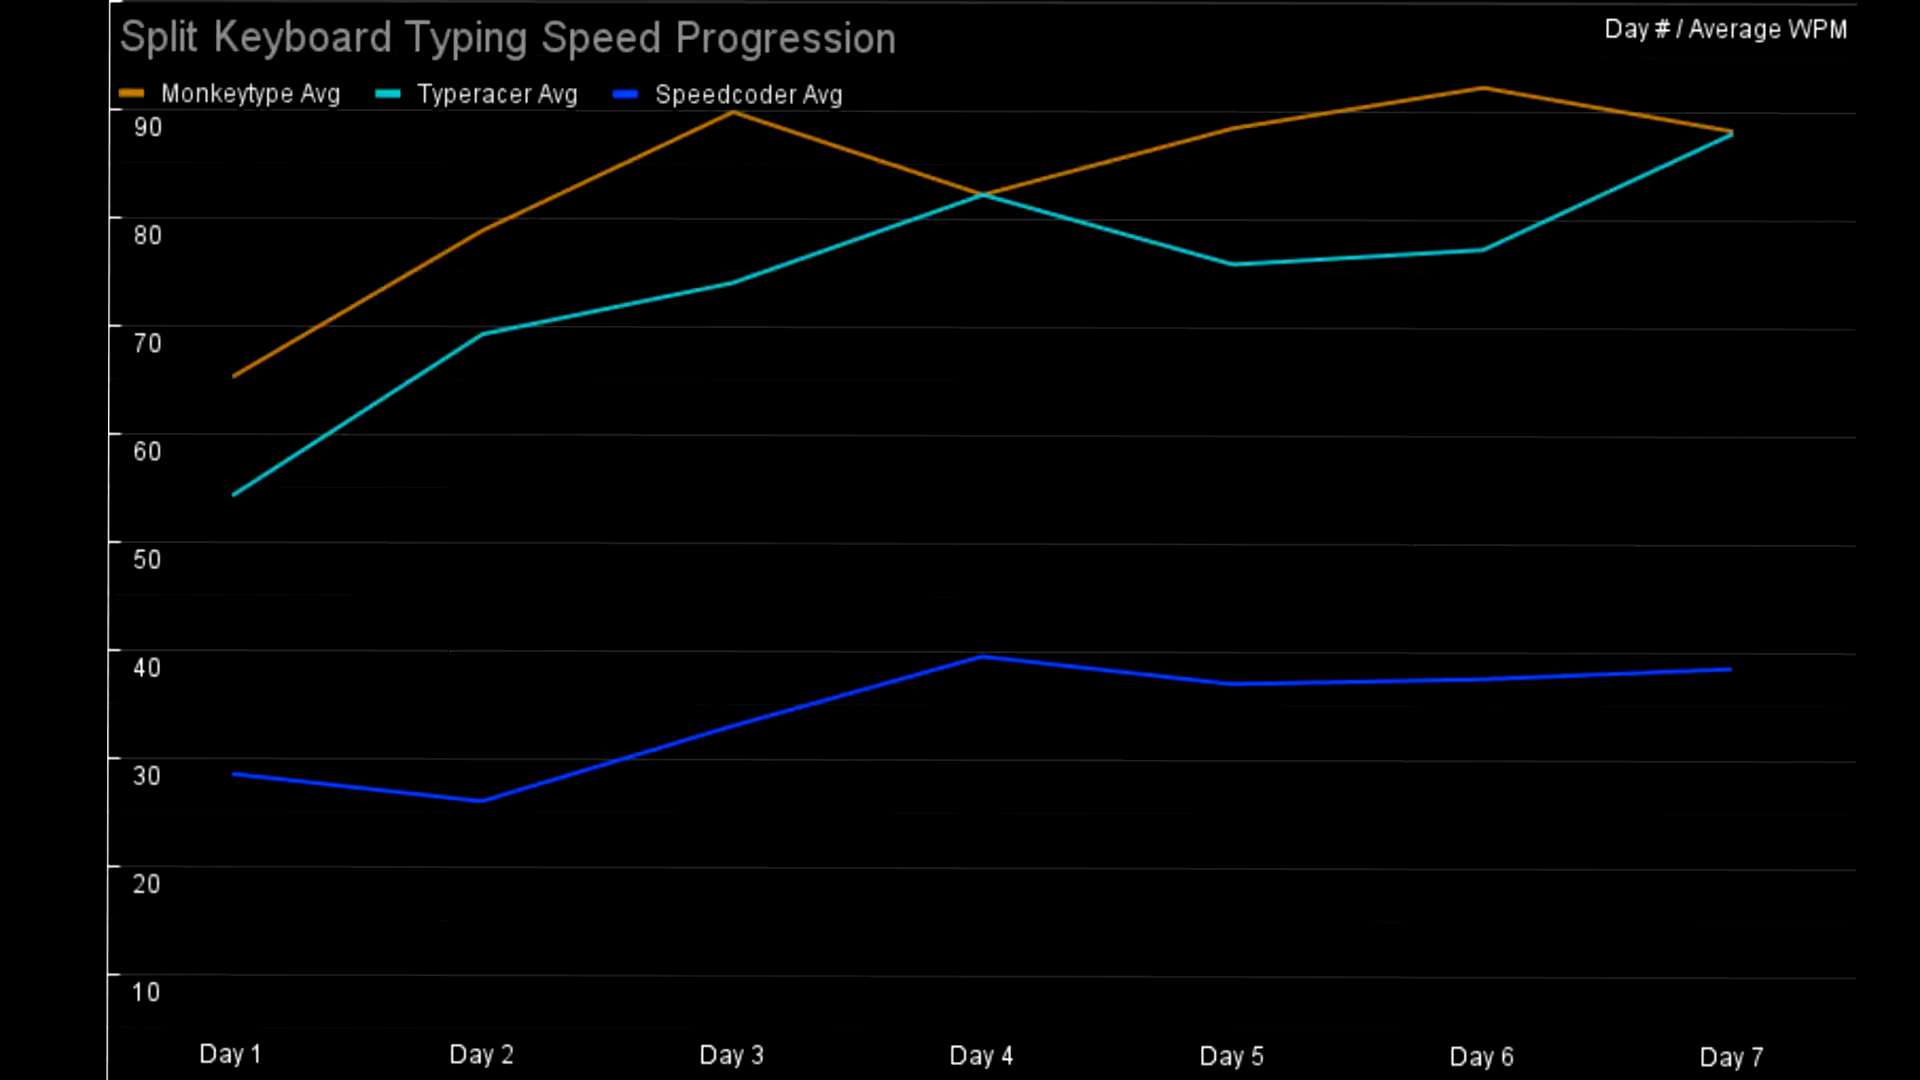 Split Keyboard Typing Speed Progression
Day # / Average WPM
Monkeytype Avg
Typeracer Avg
Speedcoder Avg
90
80
70
60
50
40
30
20
10
Day 1
Day 2
Day 3
Day 4
Day 5
Day 6
Day 7